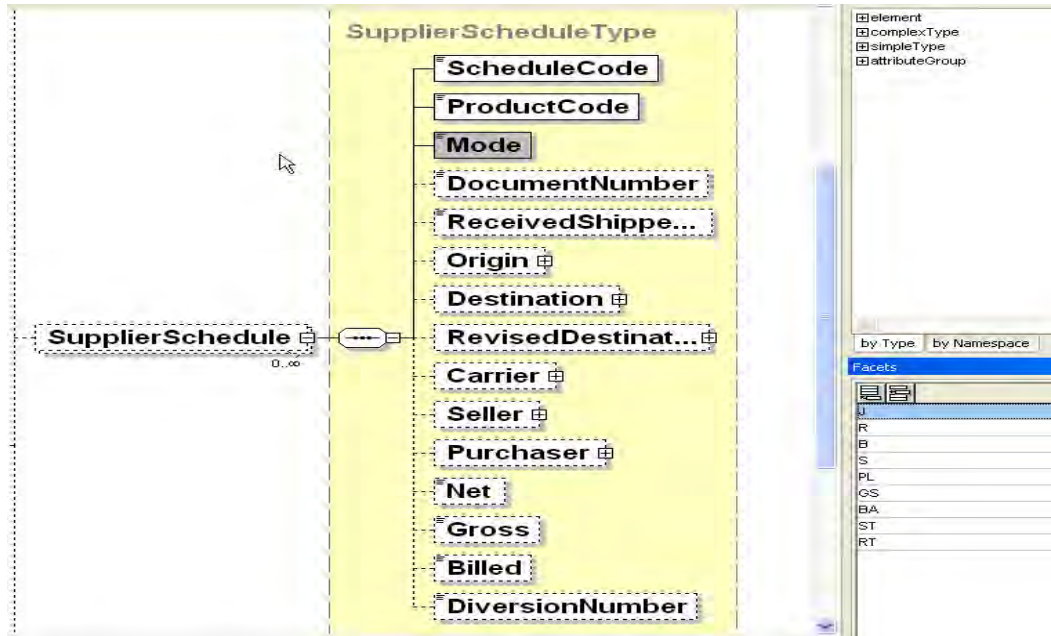 SupplierScheduleType
ScheduleCode
ProductCode
Mode
DocumentNumber
ReceivedShippe...
Origin
Destination
SupplierSchedule
RevisedDestinat...
0..∞
Carrier
Seller
Purchaser
Net
Gross
Billed
DiversionNumber
element
complexType
simpleType
attributeGroup
by Type by Namespace
Facets
J
R
B
S
PL
GS
BA
ST
RT